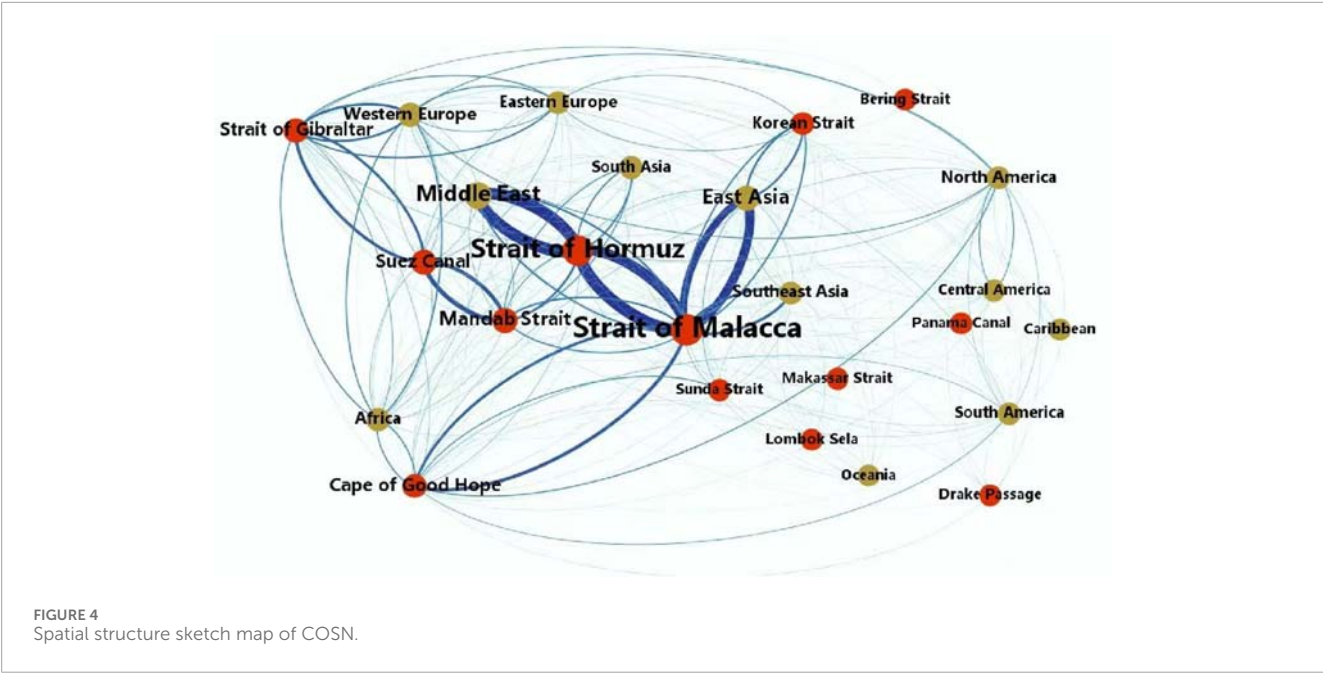 Bering Strait
Eastern Europe
Western Europe
Korean Strait
Strait of Gibraltar
South Asia
North America
Middle East
East Asia
Strait of Hormuz
Suez Canal
Central America
Southeast Asia
Mandab Strait
Panama Canal
Strait of Malacca
Caribbean
Makassar Strait
Sunda Strait
South America
Africa
Lombok Sela
Oceania
Cape of Good Hope
Drake Passage
FIGURE 4
Spatial structure sketch map of COSN.